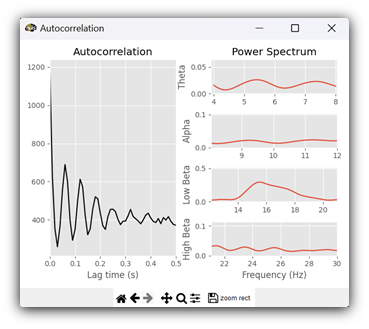 Autocorrelation
Autocorrelation
1200
1000
800
600
400
0.0 0.1 0.2 0.3 0.4 0.5
Lag time (s)
Power Spectrum
Theta
0.05
0.00
4 5 6 7 8
Alpha
0.1
0.0
9 10 11 12
Low Beta
0.5
0.0
14 16 18 20
High Beta
0.1
0.0
22 24 26 28 30
Frequency (Hz)
zoom rect